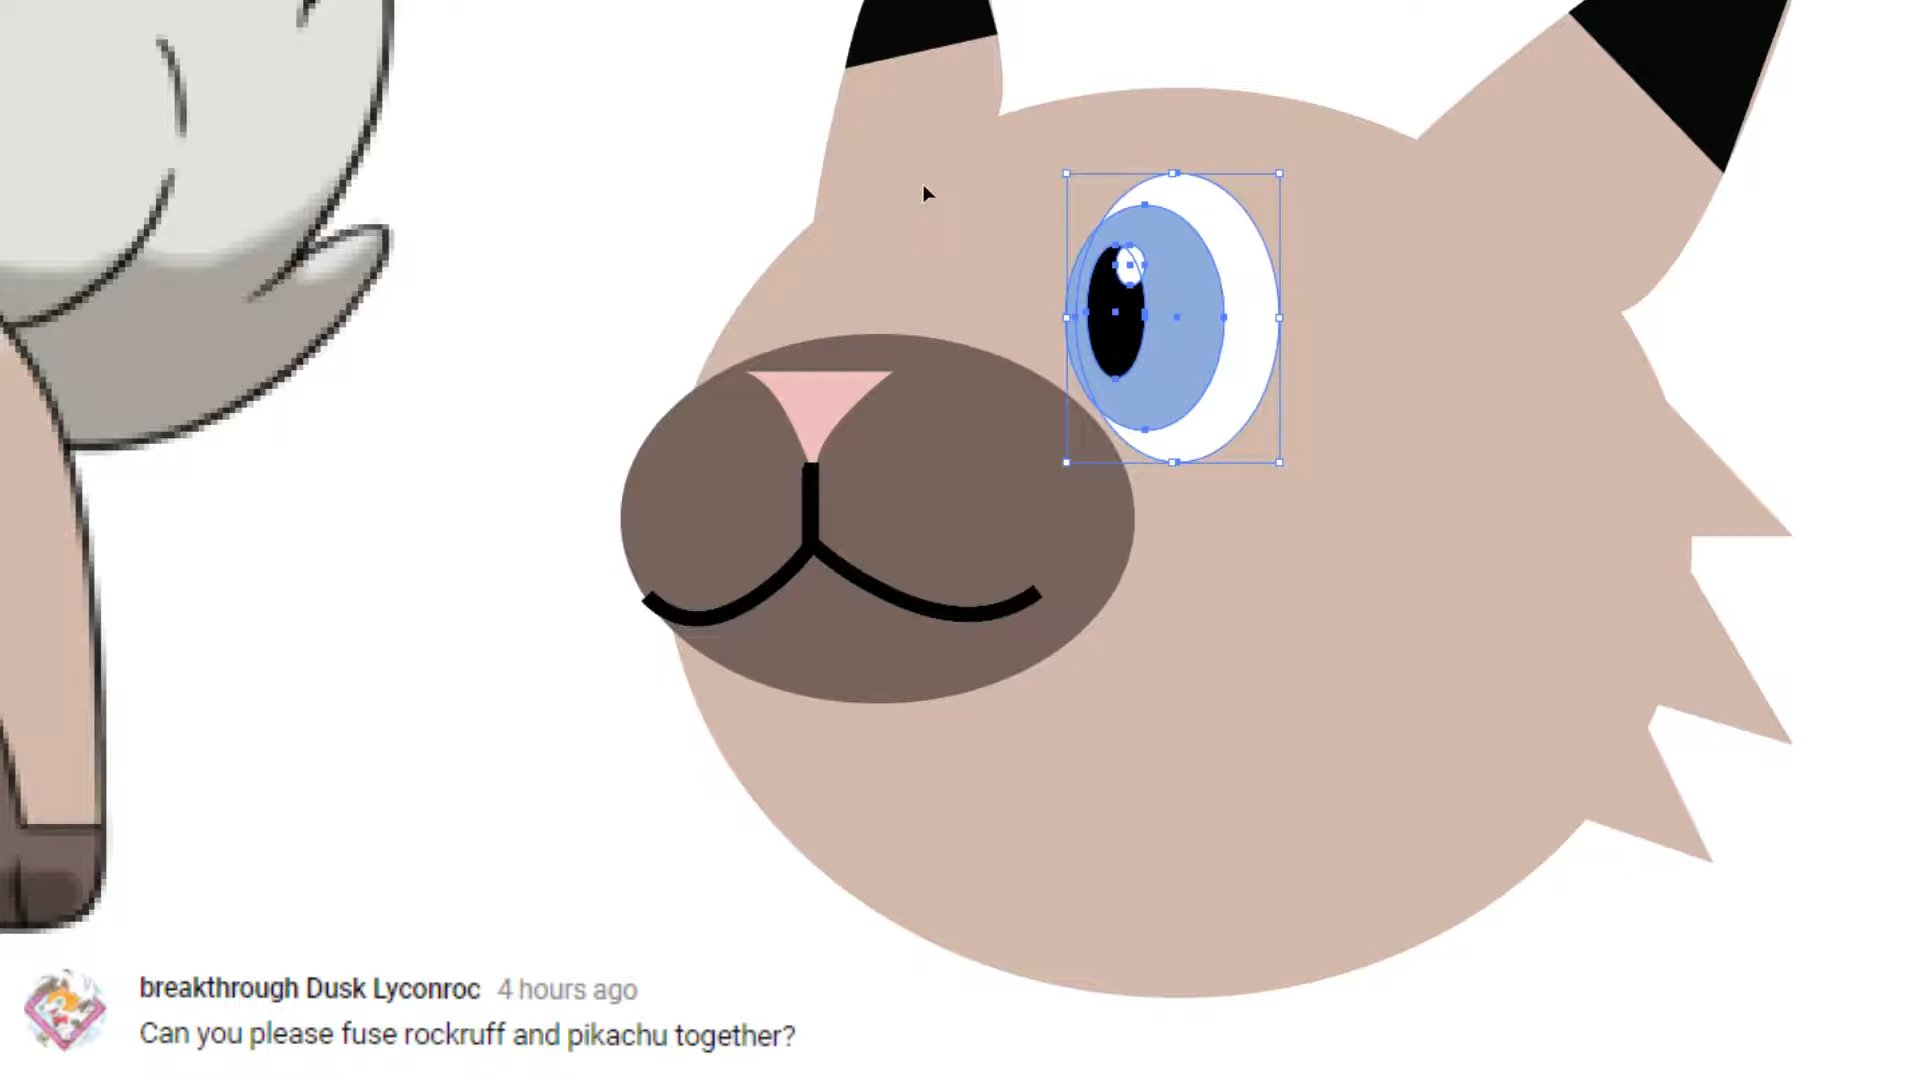 breakthrough Dusk Lyconroc 4 hours ago
Can you please fuse rockruff and pikachu together?